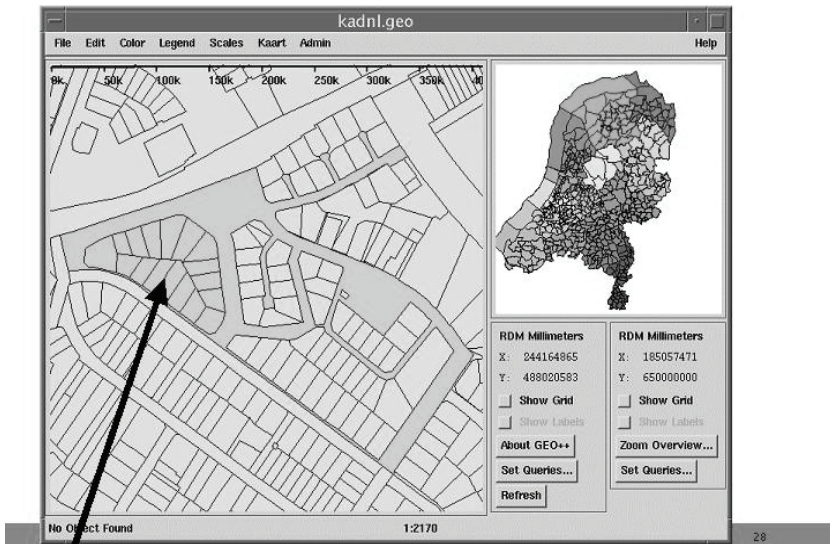 kadnl.geo
File Edit Color Legend Scales Kaart Admin Help
0k 50k 100k 150k 200k 250k 300k 350k 40
RDM Millimeters
X: 244164865
Y: 488020583
Show Grid
Show Labels
About GEO++
Set Queries...
Refresh
RDM Millimeters
X: 185057471
Y: 650000000
Show Grid
Show Labels
Zoom Overview...
Set Queries...
No Object Found 1:2170
28